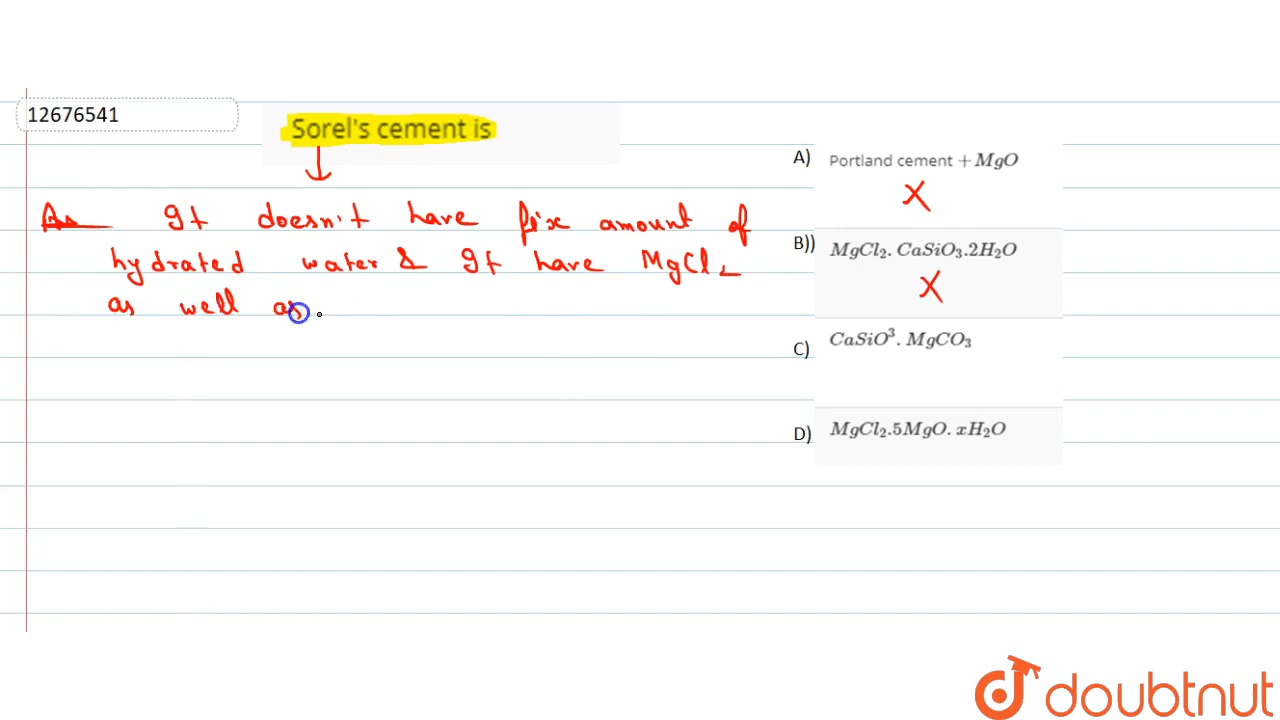 12676541
Sorel's cement is
As It doesn't have fix amount of
hydrated water & It have MgCl₂
as well as
A) Portland cement + MgO
X
B)) MgCl₂. CaSiO₃.2H₂O
X
C) CaSiO³. MgCO₃
D) MgCl₂.5MgO. xH₂O
doubtnut